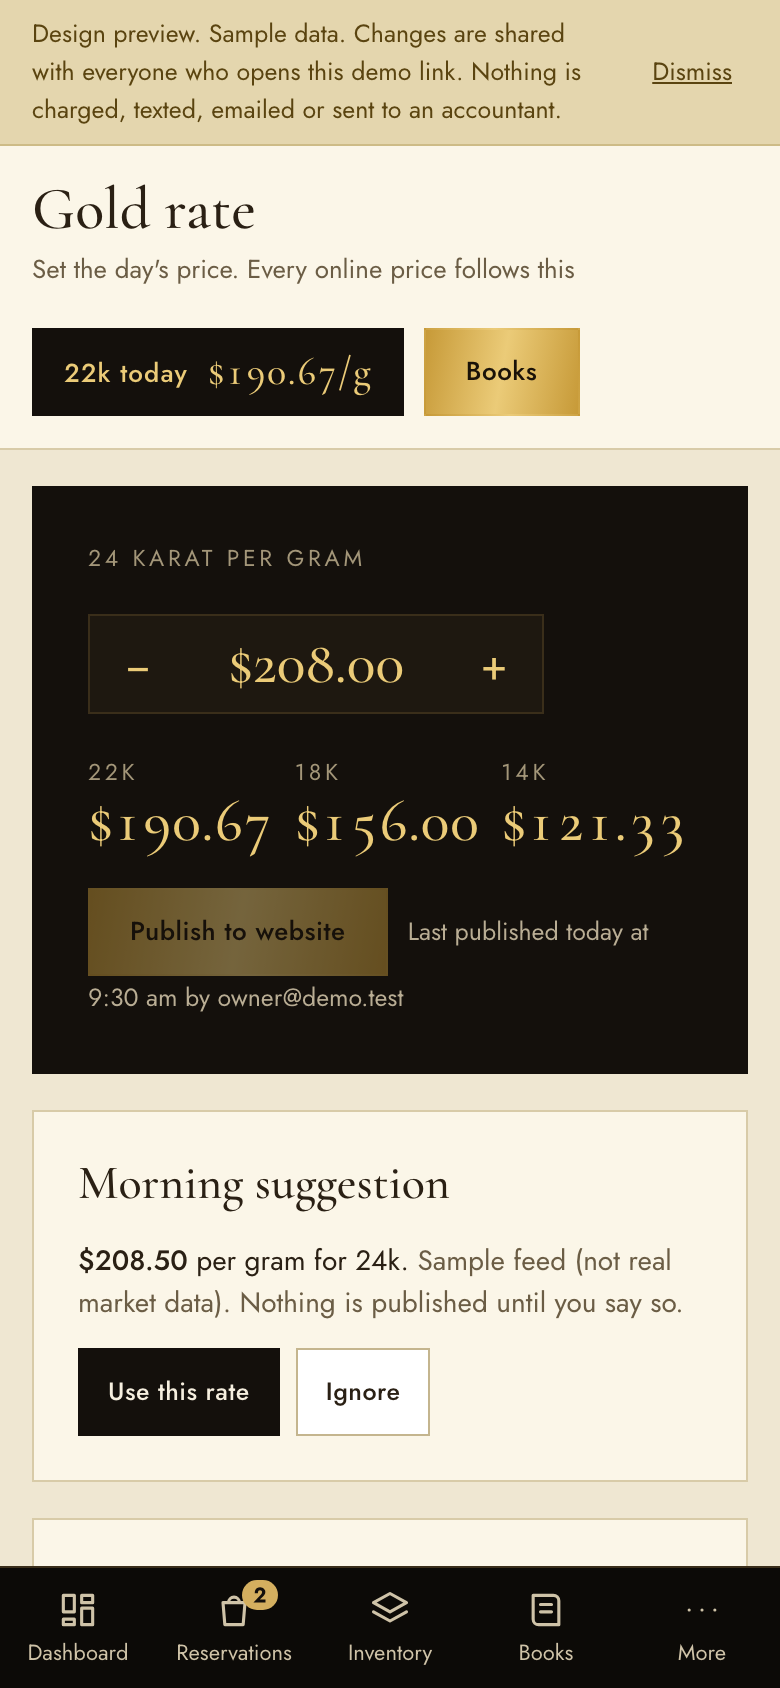 Design preview. Sample data. Changes are shared
with everyone who opens this demo link. Nothing is
charged, texted, emailed or sent to an accountant.
Dismiss
Gold rate
Set the day's price. Every online price follows this
22k today $190.67/g
Books
24 KARAT PER GRAM
− $208.00 +
22K 18K 14K
$190.67 $156.00 $121.33
Publish to website Last published today at
9:30 am by owner@demo.test
Morning suggestion
$208.50 per gram for 24k. Sample feed (not real
market data). Nothing is published until you say so.
Use this rate Ignore
2
Dashboard Reservations Inventory Books More